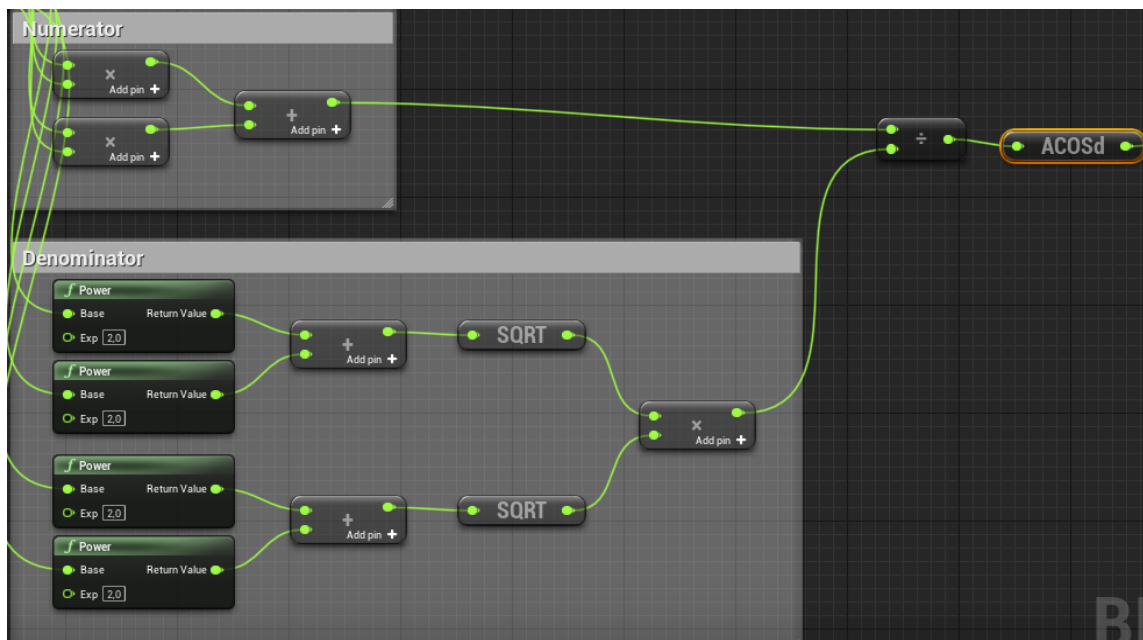 Numerator
×
Add pin +
+
Add pin +
×
Add pin +
÷
ACOSd
Denominator
f Power
Base Return Value
Exp 2,0
+
Add pin +
SQRT
f Power
Base Return Value
Exp 2,0
×
Add pin +
f Power
Base Return Value
Exp 2,0
+
Add pin +
SQRT
f Power
Base Return Value
Exp 2,0